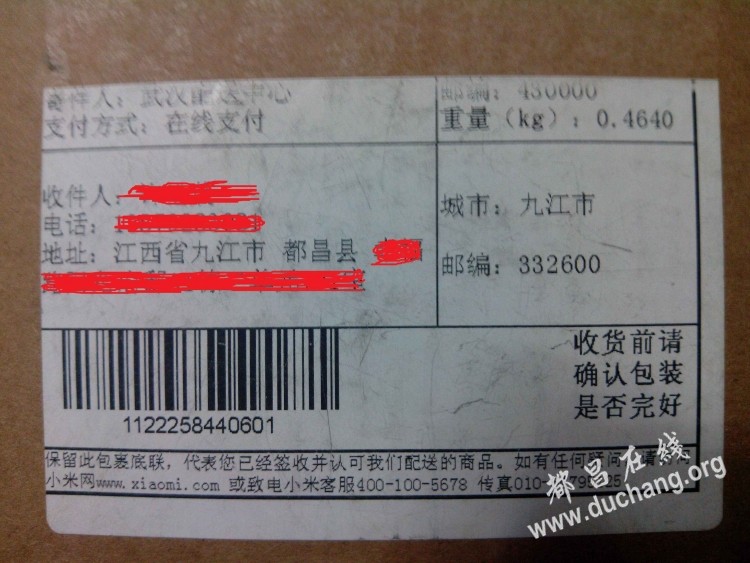 寄件人：武汉配送中心
邮编：430000
支付方式：在线支付
重量（kg）：0.4640
收件人：
电话：
地址：江西省九江市 都昌县
城市：九江市
邮编：332600
收货前请
确认包装
是否完好
1122258440601
保留此包裹底联，代表您已经签收并认可我们配送的商品。如有任何疑问
小米网www.xiaomi.com 或致电小米客服400-100-5678 传真010-
都昌在线
www.duchang.org